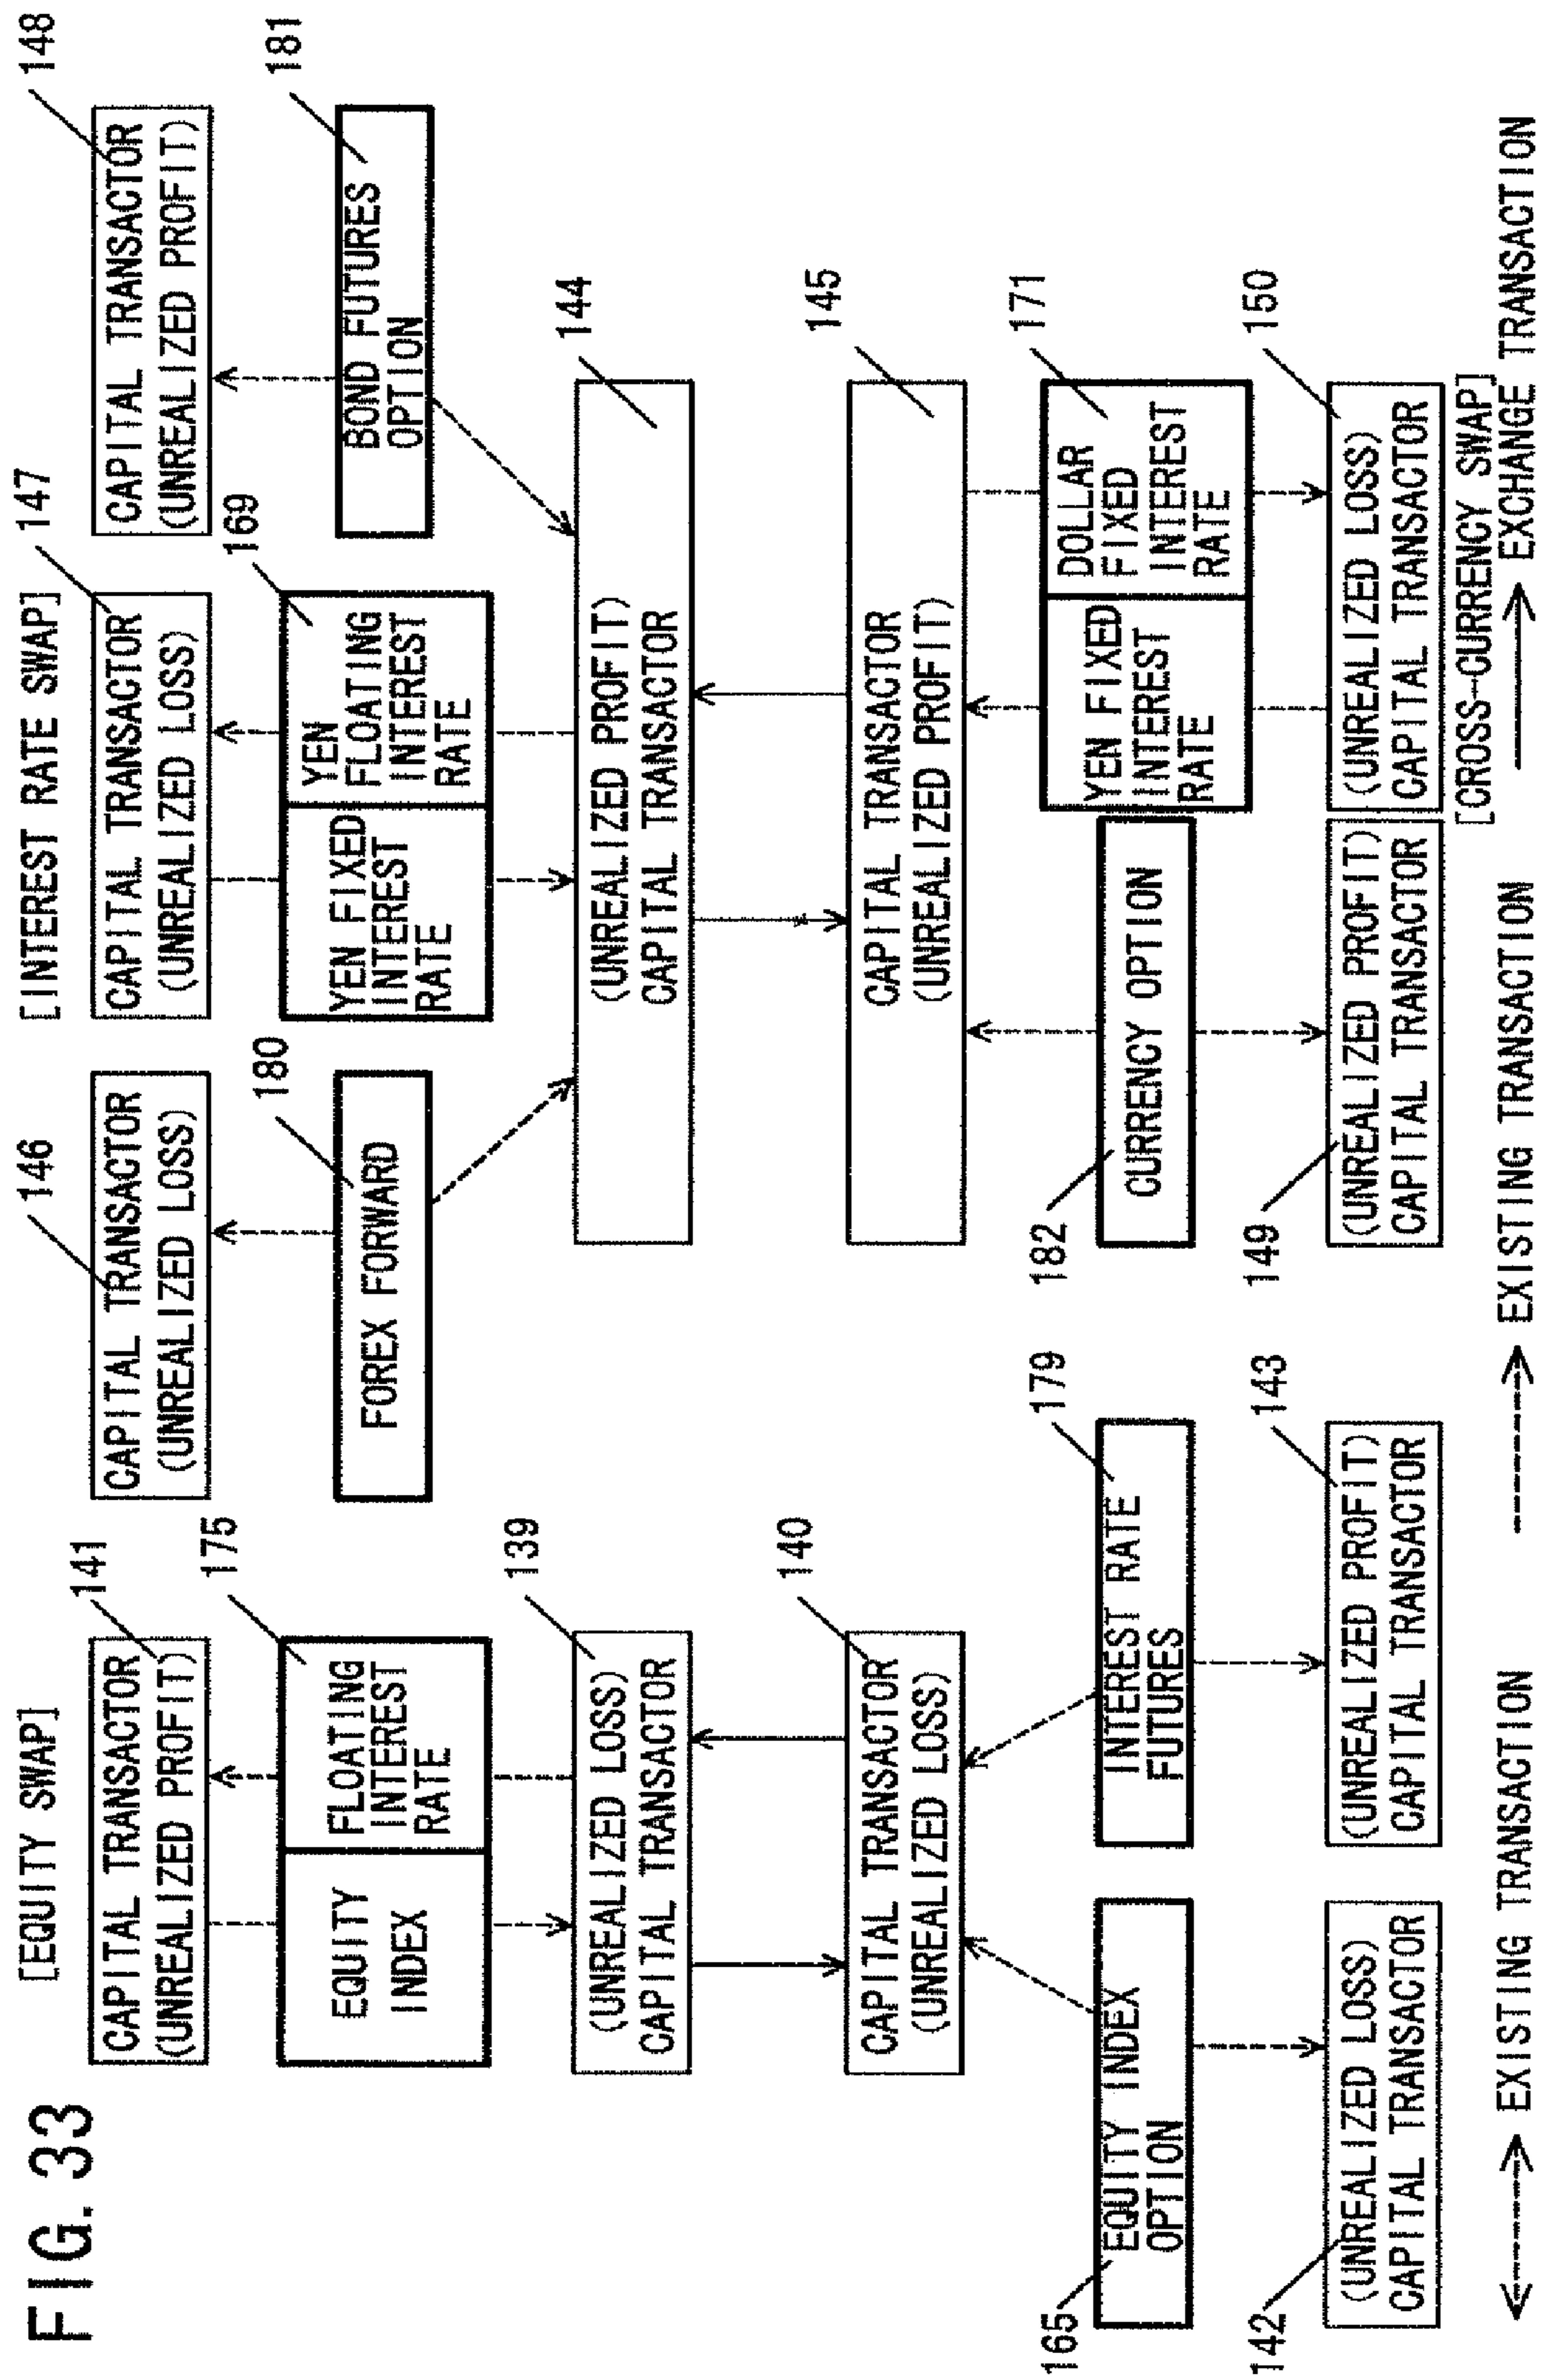 FIG. 33
[EQUITY SWAP]
141
CAPITAL TRANSACTOR
(UNREALIZED PROFIT)
175
EQUITY
INDEX
FLOATING
INTEREST
RATE
139
(UNREALIZED LOSS)
CAPITAL TRANSACTOR
140
CAPITAL TRANSACTOR
(UNREALIZED LOSS)
165
EQUITY INDEX
OPTION
179
INTEREST RATE
FUTURES
142
(UNREALIZED LOSS)
CAPITAL TRANSACTOR
143
(UNREALIZED PROFIT)
CAPITAL TRANSACTOR
146
CAPITAL TRANSACTOR
(UNREALIZED LOSS)
[INTEREST RATE SWAP]
147
CAPITAL TRANSACTOR
(UNREALIZED LOSS)
148
CAPITAL TRANSACTOR
(UNREALIZED PROFIT)
180
FOREX FORWARD
169
YEN FIXED
INTEREST
RATE
YEN
FLOATING
INTEREST
RATE
181
BOND FUTURES
OPTION
144
(UNREALIZED PROFIT)
CAPITAL TRANSACTOR
145
CAPITAL TRANSACTOR
(UNREALIZED PROFIT)
182
CURRENCY OPTION
171
YEN FIXED
INTEREST
RATE
DOLLAR
FIXED
INTEREST
RATE
149
(UNREALIZED PROFIT)
CAPITAL TRANSACTOR
150
(UNREALIZED LOSS)
CAPITAL TRANSACTOR
[CROSS-CURRENCY SWAP]
EXISTING TRANSACTION
EXISTING TRANSACTION
EXCHANGE TRANSACTION